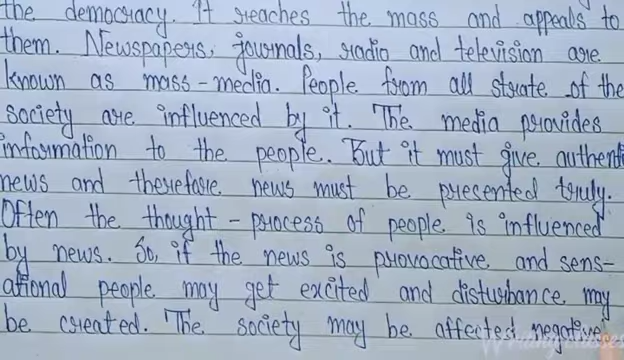 the democracy. It reaches the mass and appeals to
them. Newspapers, journals, radio and television are
known as mass-media. People from all strate of the
society are influenced by it. The media provides
information to the people. But it must give authenti
news and therefore news must be presented truly.
Often the thought-process of people is influenced
by news. So, if the news is provocative and sens-
ational people may get excited and disturbance may
be created. The society may be affected negative